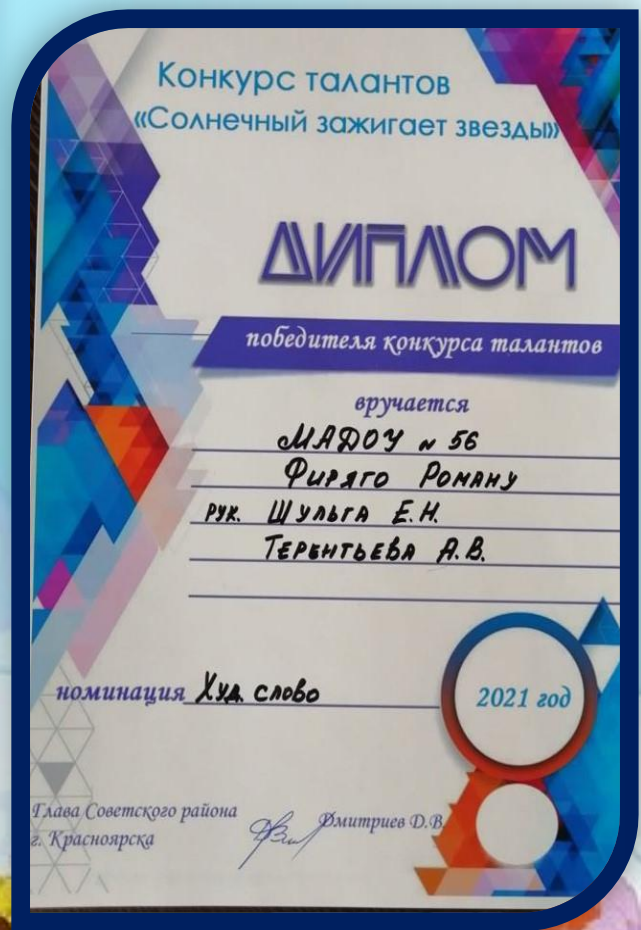 Конкурс талантов
«Солнечный зажигает звезды»
ДИПЛОМ
победителя конкурса талантов
вручается
МАДОУ № 56
Фиряго Роману
рук. Шульга Е.Н.
Терентьева А.В.
номинация Худ. слово
2021 год
Глава Советского района
г. Красноярска
Дмитриев Д.В.